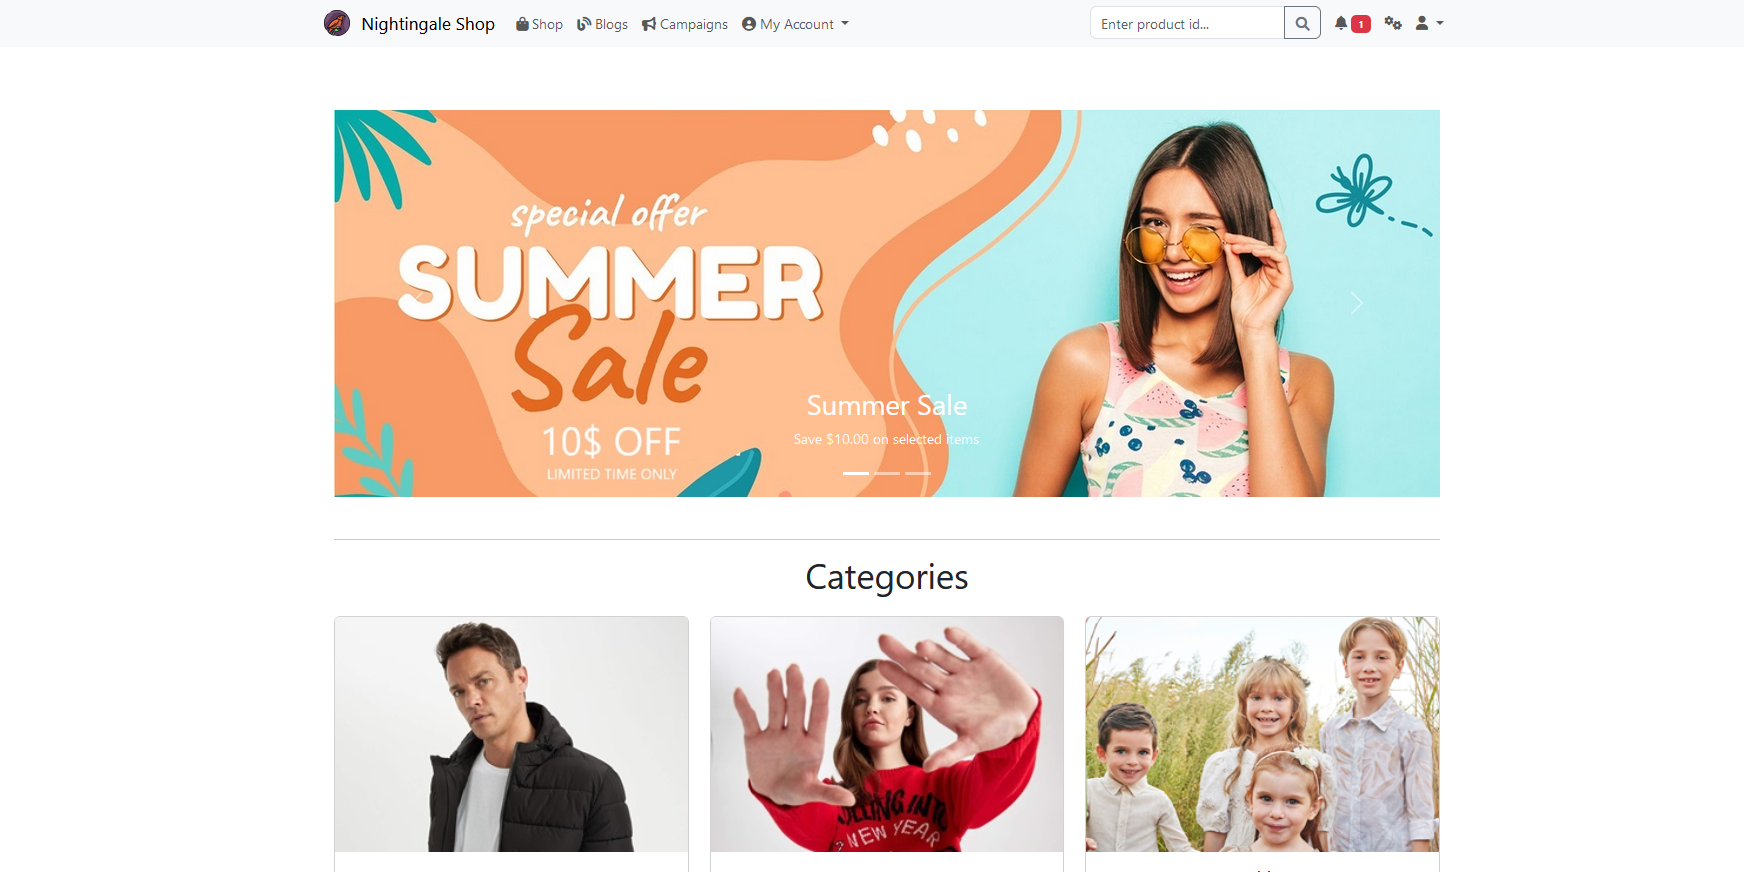 Nightingale Shop
Shop
Blogs
Campaigns
My Account
Enter product id...
1
special offer
SUMMER
Sale
10$ OFF
LIMITED TIME ONLY
Summer Sale
Save $10.00 on selected items
Categories
NEW YEAR